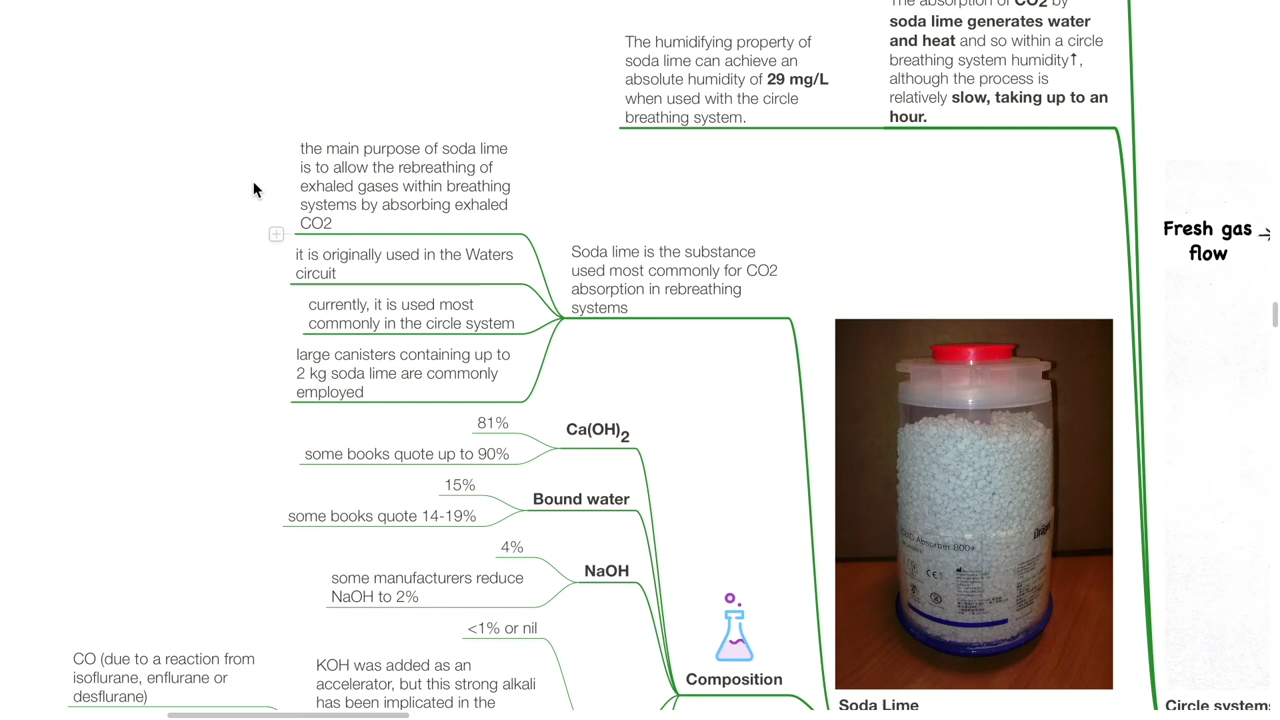 The absorption of CO2 by
soda lime generates water
and heat and so within a circle
breathing system humidity↑,
although the process is
relatively slow, taking up to an
hour.
The humidifying property of
soda lime can achieve an
absolute humidity of 29 mg/L
when used with the circle
breathing system.
the main purpose of soda lime
is to allow the rebreathing of
exhaled gases within breathing
systems by absorbing exhaled
CO2
it is originally used in the Waters
circuit
currently, it is used most
commonly in the circle system
large canisters containing up to
2 kg soda lime are commonly
employed
Soda lime is the substance
used most commonly for CO2
absorption in rebreathing
systems
Fresh gas →
flow
81%
some books quote up to 90%
Ca(OH)2
15%
some books quote 14-19%
Bound water
4%
some manufacturers reduce
NaOH to 2%
NaOH
<1% or nil
KOH was added as an
accelerator, but this strong alkali
has been implicated in the
CO (due to a reaction from
isoflurane, enflurane or
desflurane)
Composition
Absorber 800+
Dräger
CE
Soda Lime
Circle systems